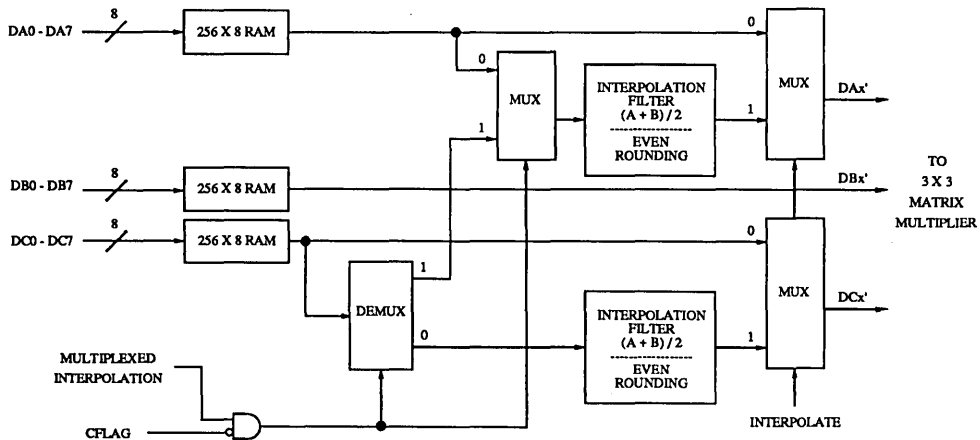 8
0
DA0 - DA7
256 X 8 RAM
0
MUX
INTERPOLATION
FILTER
(A + B) / 2
EVEN
ROUNDING
1
MUX
DAx'
1
8
DB0 - DB7
256 X 8 RAM
DBx'
TO
3 X 3
MATRIX
MULTIPLIER
8
DC0 - DC7
256 X 8 RAM
0
1
DEMUX
0
INTERPOLATION
FILTER
(A + B) / 2
EVEN
ROUNDING
1
MUX
DCx'
MULTIPLEXED
INTERPOLATION
CFLAG
INTERPOLATE